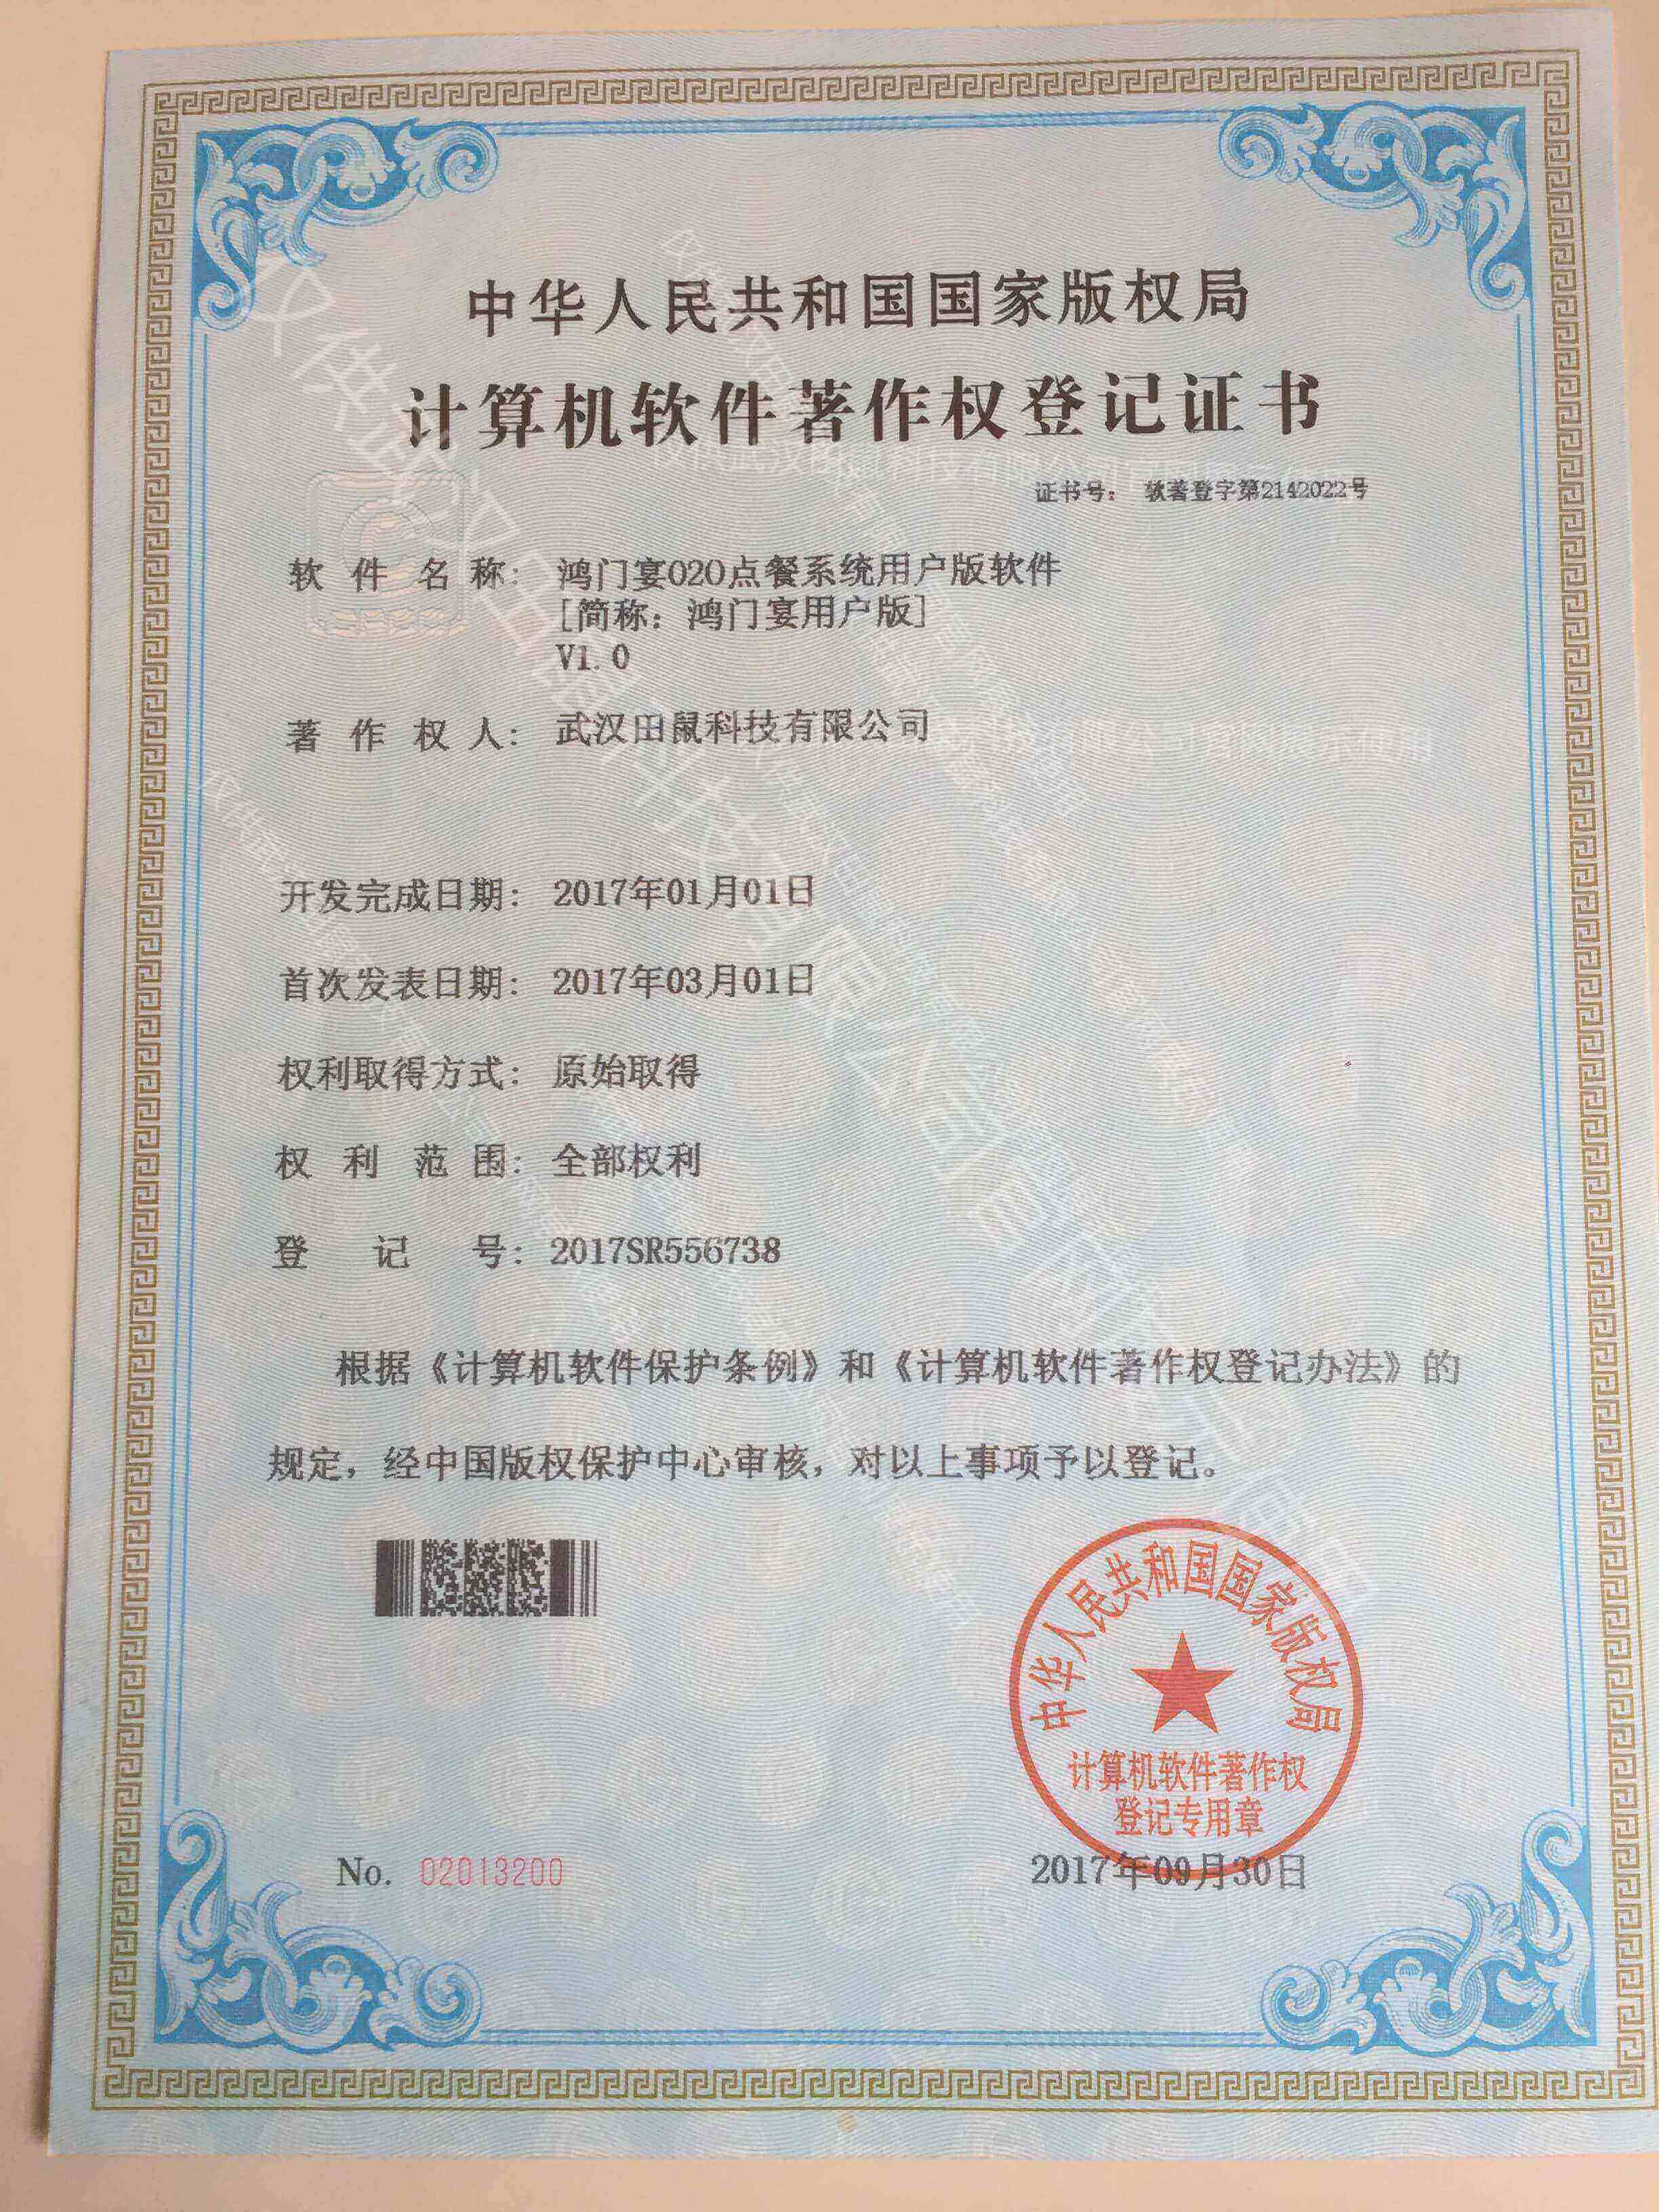 中华人民共和国国家版权局
计算机软件著作权登记证书
证书号： 软著登字第2142022号
软件名称： 鸿门宴O2O点餐系统用户版软件
[简称：鸿门宴用户版]
V1.0
著作权人： 武汉田鼠科技有限公司
开发完成日期： 2017年01月01日
首次发表日期： 2017年03月01日
权利取得方式： 原始取得
权利范围： 全部权利
登记号： 2017SR556738
根据《计算机软件保护条例》和《计算机软件著作权登记办法》的
规定，经中国版权保护中心审核，对以上事项予以登记。
中华人民共和国国家版权局
计算机软件著作权
登记专用章
No. 02013200
2017年09月30日